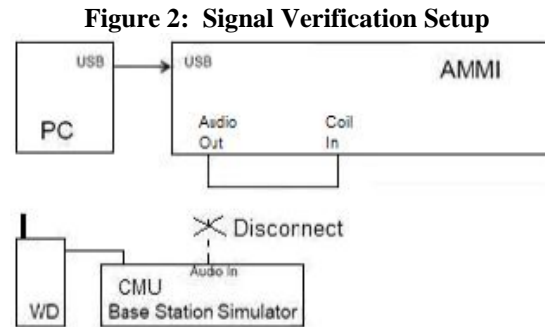 Figure 2: Signal Verification Setup
USB
USB
AMMI
PC
Audio
Out
Coil
In
Disconnect
Audio In
CMU
WD
Base Station Simulator